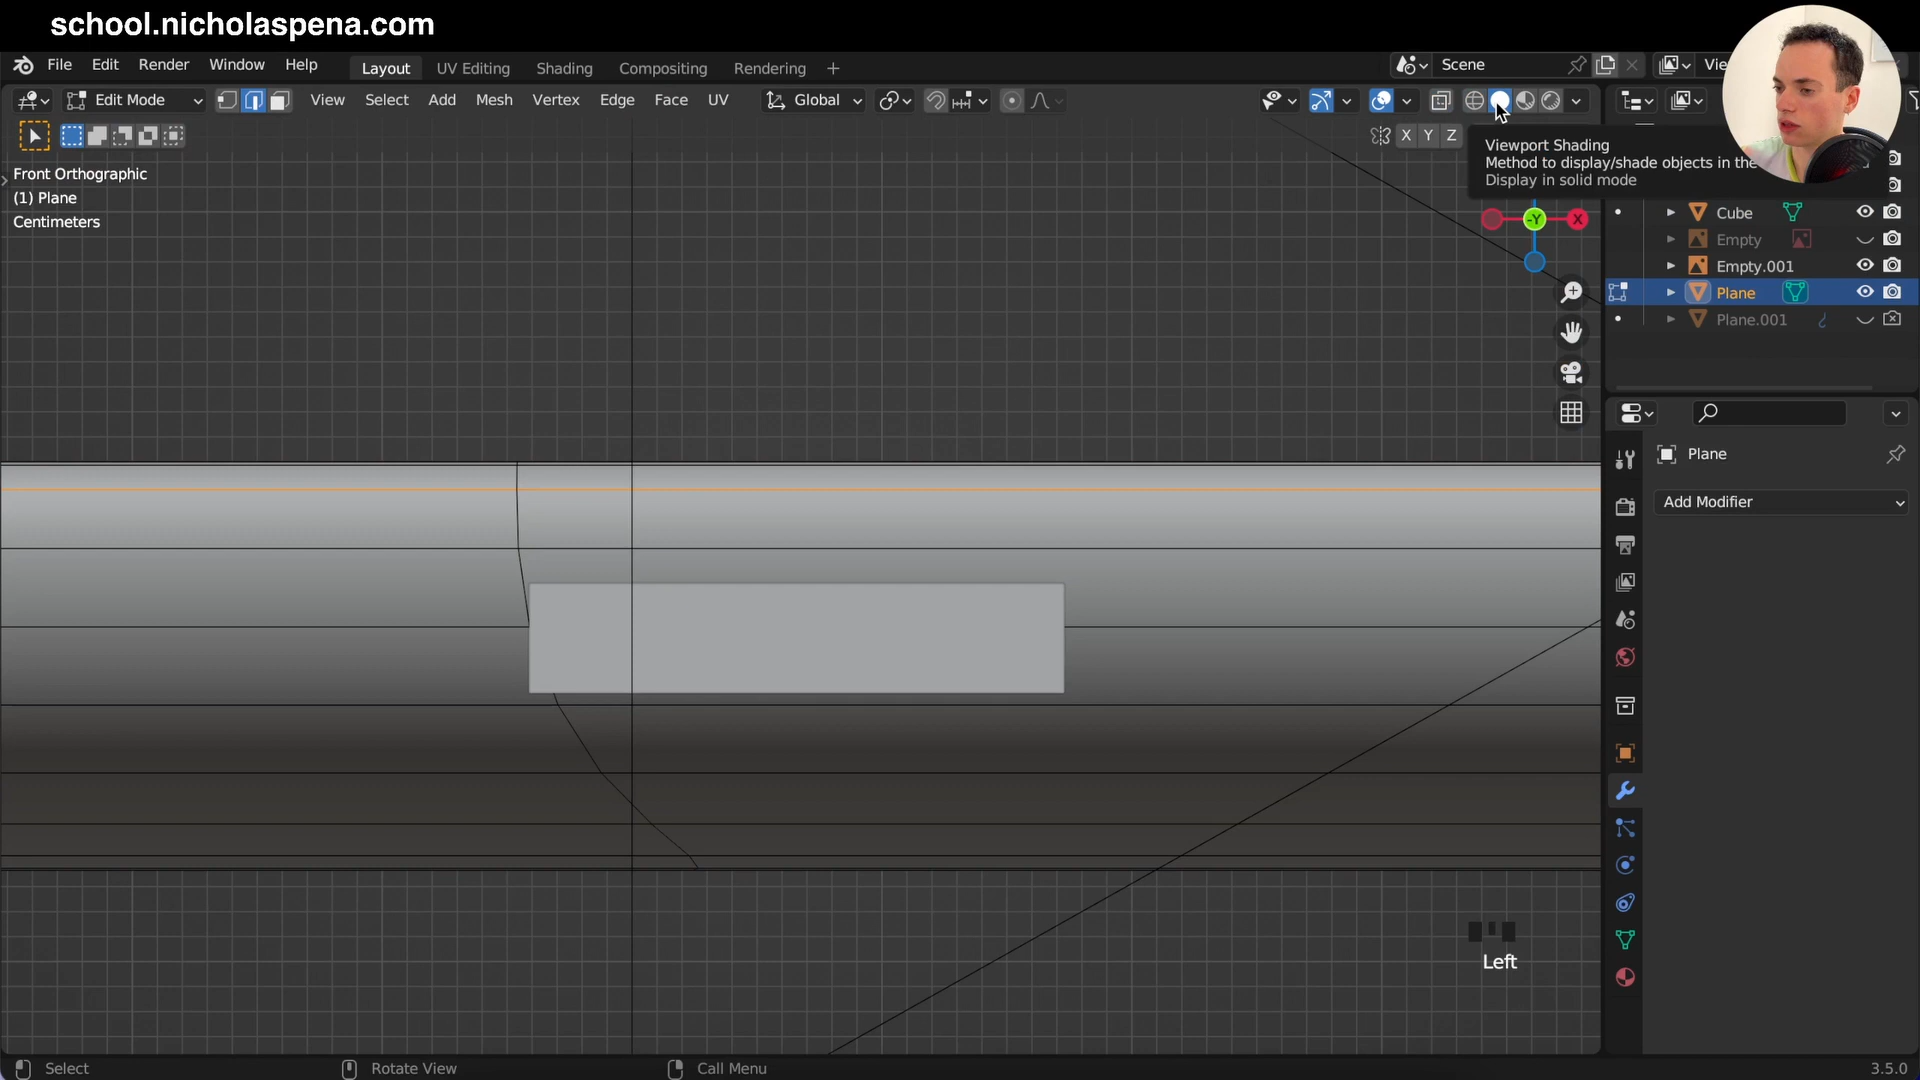 school.nicholaspena.com
File Edit Render Window Help Layout UV Editing Shading Compositing Rendering + Scene
Edit Mode View Select Add Mesh Vertex Edge Face UV Global
X Y Z
Front Orthographic
(1) Plane
Centimeters
Viewport Shading
Method to display/shade objects in the
Display in solid mode
-Y X
Cube
Empty
Empty.001
Plane
Plane.001
Plane
Add Modifier
Left
Select Rotate View Call Menu 3.5.0